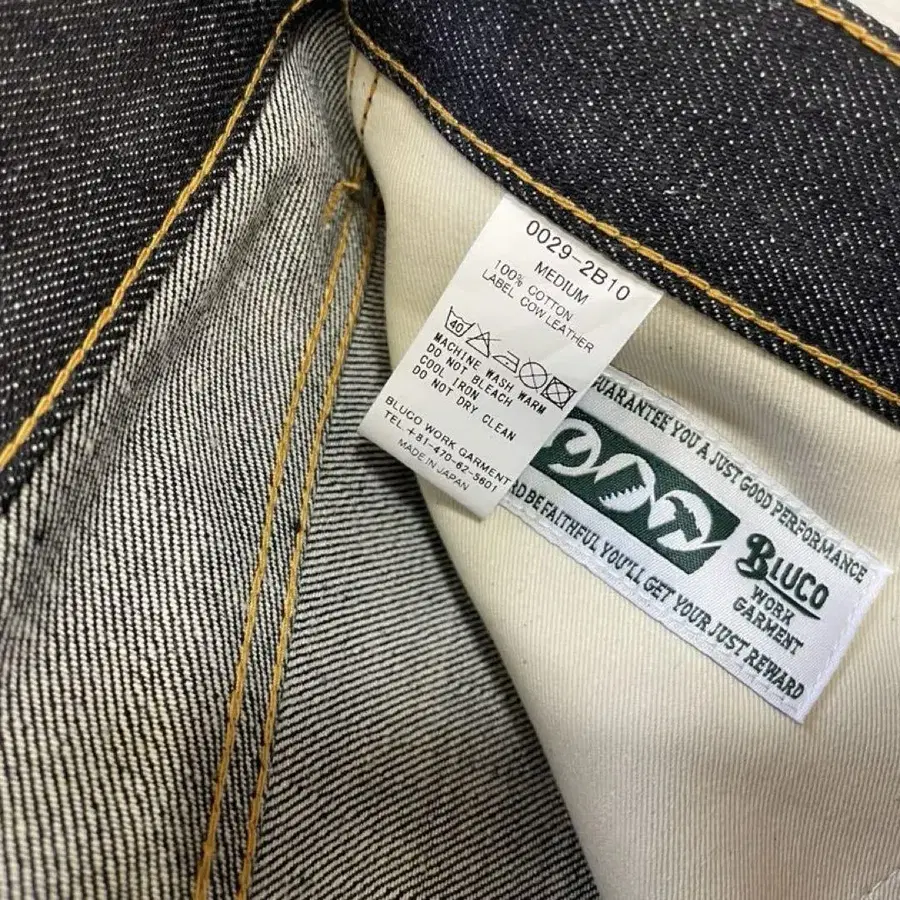 0029-2B10
MEDIUM
100% COTTON
LABEL COW LEATHER
40
MACHINE WASH WARM
DO NOT BLEACH
COOL IRON
DO NOT DRY CLEAN
BLUCO WORK GARMENT
TEL.+81-470-62-5601
MADE IN JAPAN
GUARANTEE YOU A JUST GOOD PERFORMANCE
BLUCO
WORK
GARMENT
BE FAITHFUL YOU'LL GET YOUR JUST REWARD